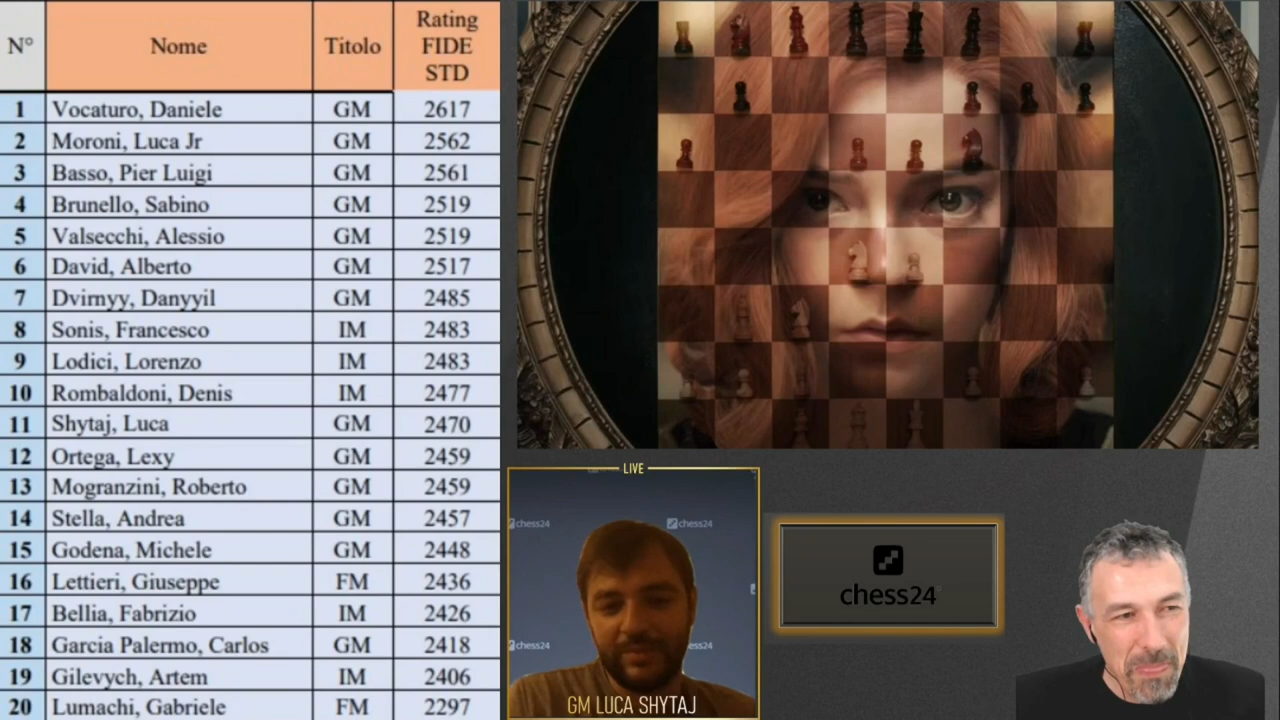 N° Nome Titolo Rating FIDE STD
1 Vocaturo, Daniele GM 2617
2 Moroni, Luca Jr GM 2562
3 Basso, Pier Luigi GM 2561
4 Brunello, Sabino GM 2519
5 Valsecchi, Alessio GM 2519
6 David, Alberto GM 2517
7 Dvirnyy, Danyyil GM 2485
8 Sonis, Francesco IM 2483
9 Lodici, Lorenzo IM 2483
10 Rombaldoni, Denis IM 2477
11 Shytaj, Luca GM 2470
12 Ortega, Lexy GM 2459
13 Mogranzini, Roberto GM 2459
14 Stella, Andrea GM 2457
15 Godena, Michele GM 2448
16 Lettieri, Giuseppe FM 2436
17 Bellia, Fabrizio IM 2426
18 Garcia Palermo, Carlos GM 2418
19 Gilevych, Artem IM 2406
20 Lumachi, Gabriele FM 2297
LIVE
chess24 chess24
chess24 ess24
GM LUCA SHYTAJ
chess24